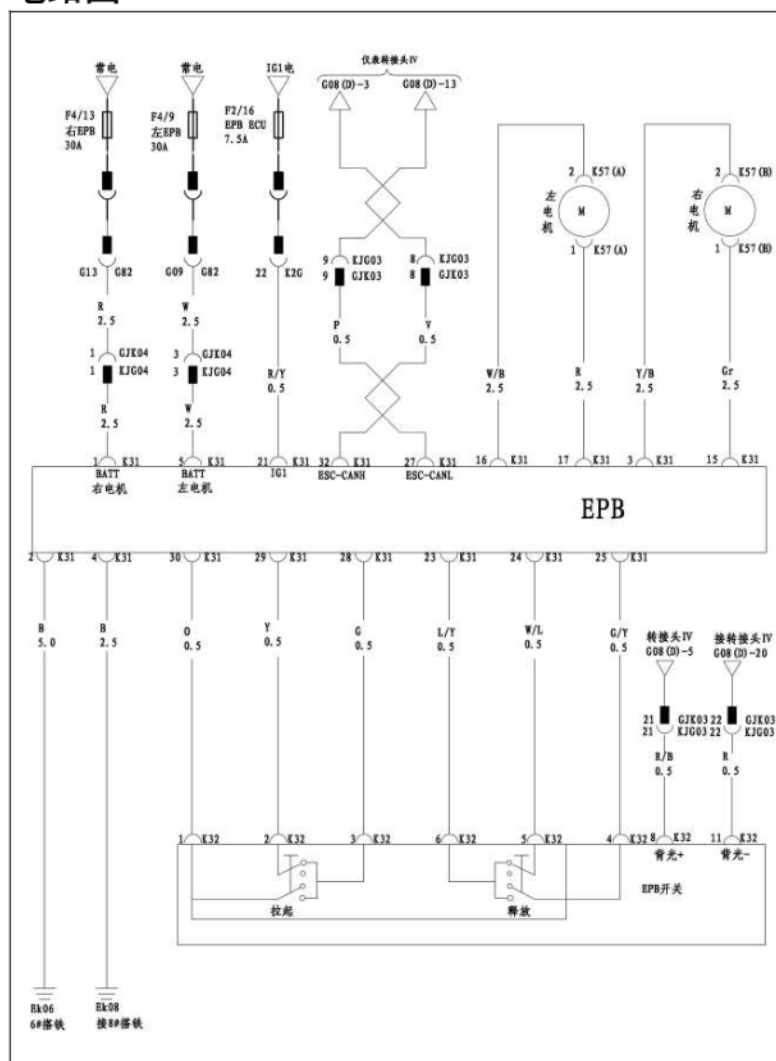 常电 常电 IG1电 仪表转接头IV
G08(D)-3 G08(D)-13
F4/13 F4/9 F2/16
右EPB 左EPB EPB ECU
30A 30A 7.5A
2 K57(A) 2 K57(B)
左电机 M 右电机 M
1 K57(A) 1 K57(B)
9 KJG03 8 KJG03
9 GJK03 8 GJK03
G13 G82 G09 G82 22 K2G
R W P V
2.5 2.5 0.5 0.5
1 GJK04 3 GJK04
1 KJG04 3 KJG04
R/Y W/B R Y/B Gr
0.5 2.5 2.5 2.5 2.5
R W
2.5 2.5
1 K31 5 K31 21 K31 32 K31 27 K31 16 K31 17 K31 3 K31 15 K31
BATT BATT IG1 ESC-CANH ESC-CANL
右电机 左电机
EPB
2 K31 4 K31 30 K31 29 K31 28 K31 23 K31 24 K31 25 K31
B B O Y G L/Y W/L G/Y
5.0 2.5 0.5 0.5 0.5 0.5 0.5 0.5
转接头IV 接转接头IV
G08(D)-5 G08(D)-20
21 GJK03 22 GJK03
21 KJG03 22 KJG03
R/B R
0.5 0.5
1 K32 2 K32 3 K32 6 K32 5 K32 4 K32 8 K32 11 K32
背光+ 背光-
EPB开关
拉起 释放
Ek06 Ek08
6#搭铁 接8#搭铁